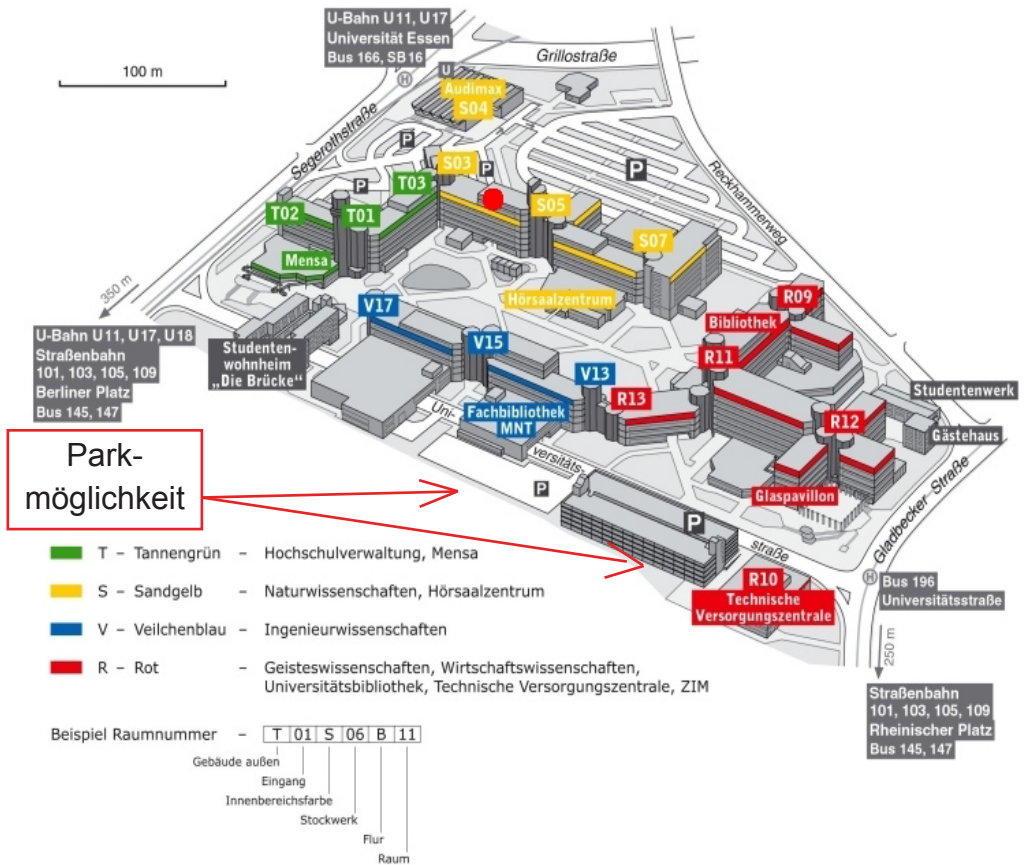 U-Bahn U11, U17
Universität Essen
Bus 166, SB16
H
100 m
Grillostraße
U
Audimax
S04
Segerothstraße
P
S03
P
P
Reckhammerweg
T03
P
T02
T01
S05
S07
Mensa
350 m
Hörsaalzentrum
V17
R09
Bibliothek
U-Bahn U11, U17, U18
Straßenbahn
101, 103, 105, 109
Berliner Platz
Bus 145, 147
Studenten-
wohnheim
„Die Brücke“
V15
R11
V13
R13
Studentenwerk
Uni-
Fachbibliothek
MNT
R12
Gästehaus
versitäts-
Park-
möglichkeit
P
Glaspavillon
P
straße
Gladbecker Straße
T – Tannengrün – Hochschulverwaltung, Mensa
R10
Technische
Versorgungszentrale
H
Bus 196
Universitätsstraße
S – Sandgelb – Naturwissenschaften, Hörsaalzentrum
V – Veilchenblau – Ingenieurwissenschaften
250 m
R – Rot – Geisteswissenschaften, Wirtschaftswissenschaften,
Universitätsbibliothek, Technische Versorgungszentrale, ZIM
Straßenbahn
101, 103, 105, 109
Rheinischer Platz
Bus 145, 147
Beispiel Raumnummer – T 01 S 06 B 11
Gebäude außen
Eingang
Innenbereichsfarbe
Stockwerk
Flur
Raum